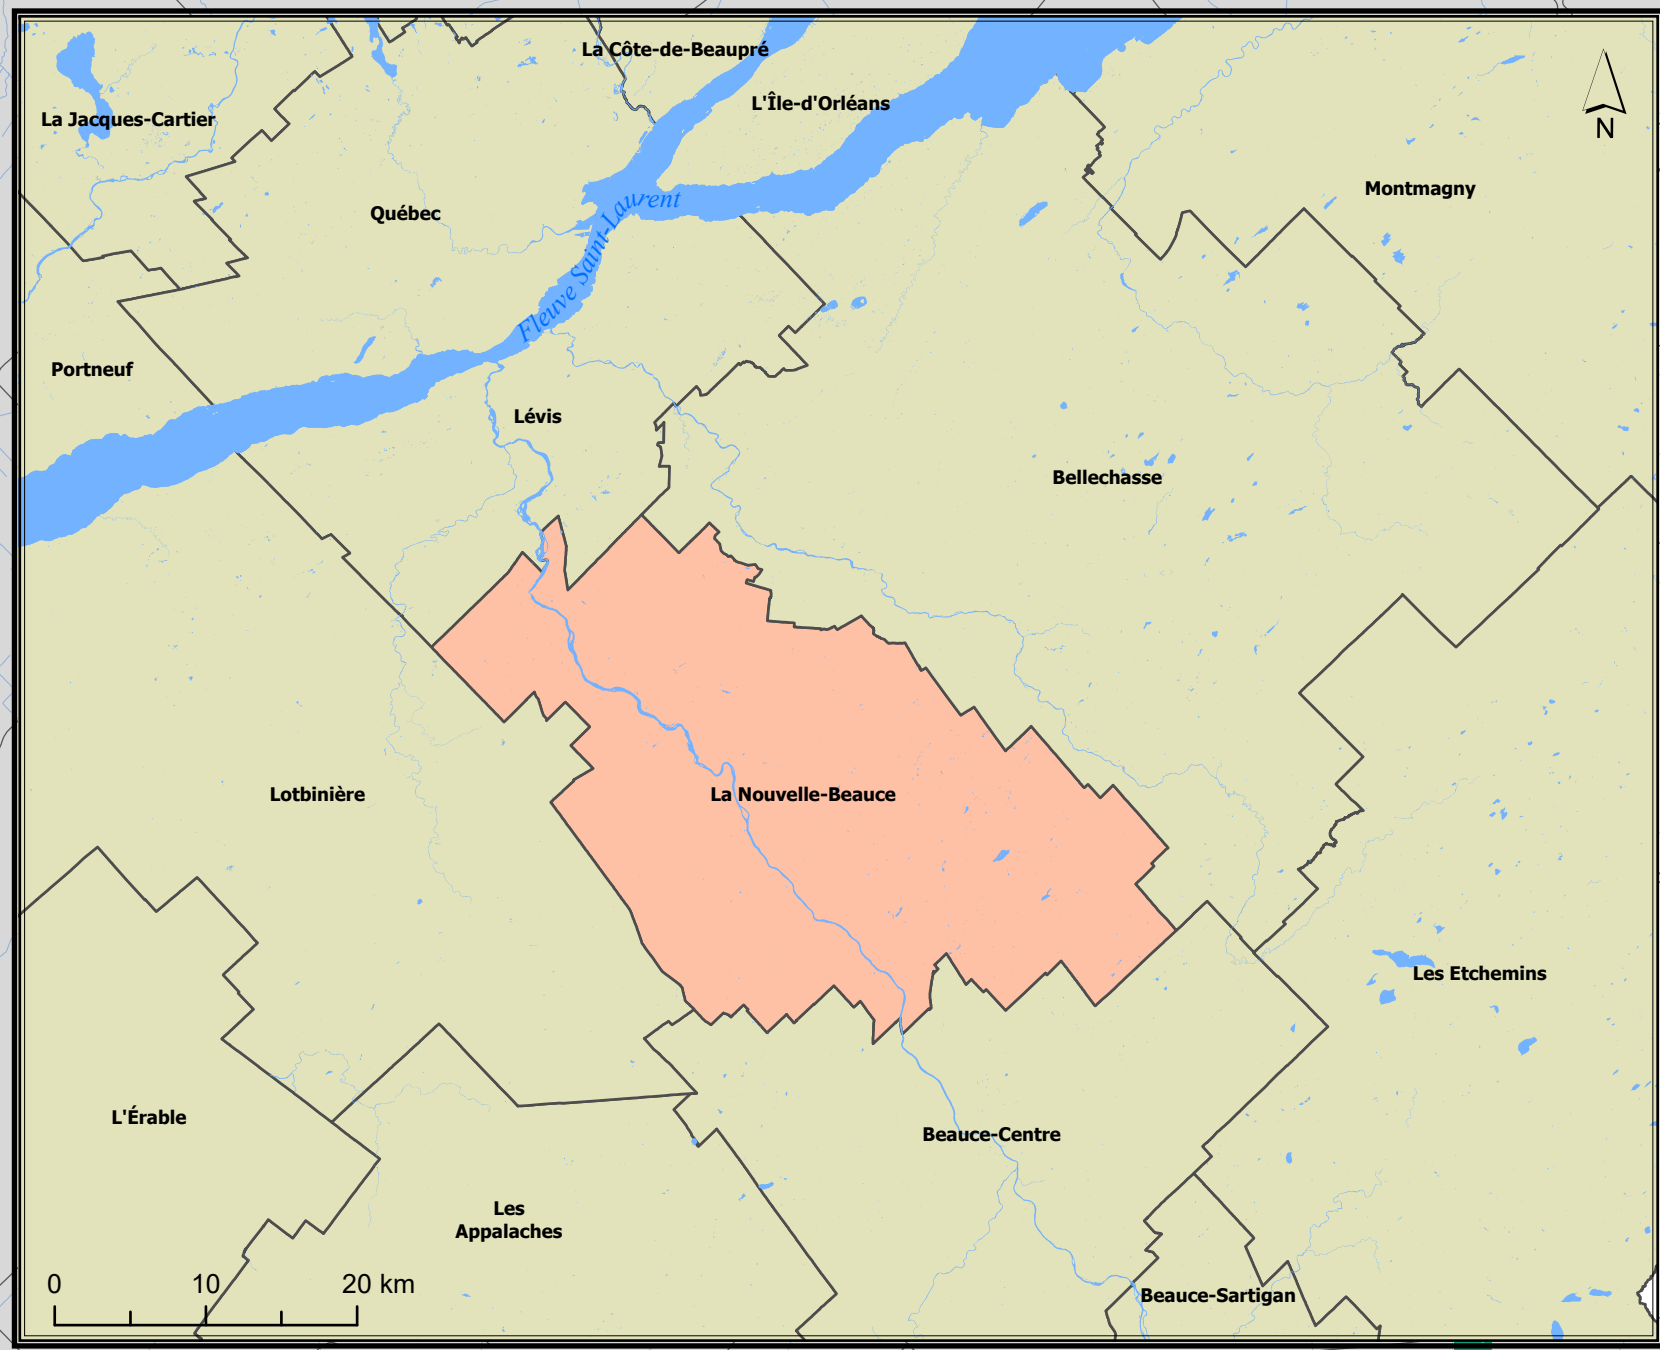 La Côte-de-Beaupré
L'Île-d'Orléans
La Jacques-Cartier
N
Montmagny
Québec
Fleuve Saint-Laurent
Portneuf
Lévis
Bellechasse
Lotbinière
La Nouvelle-Beauce
Les Etchemins
L'Érable
Beauce-Centre
Les
Appalaches
Beauce-Sartigan
0 10 20 km